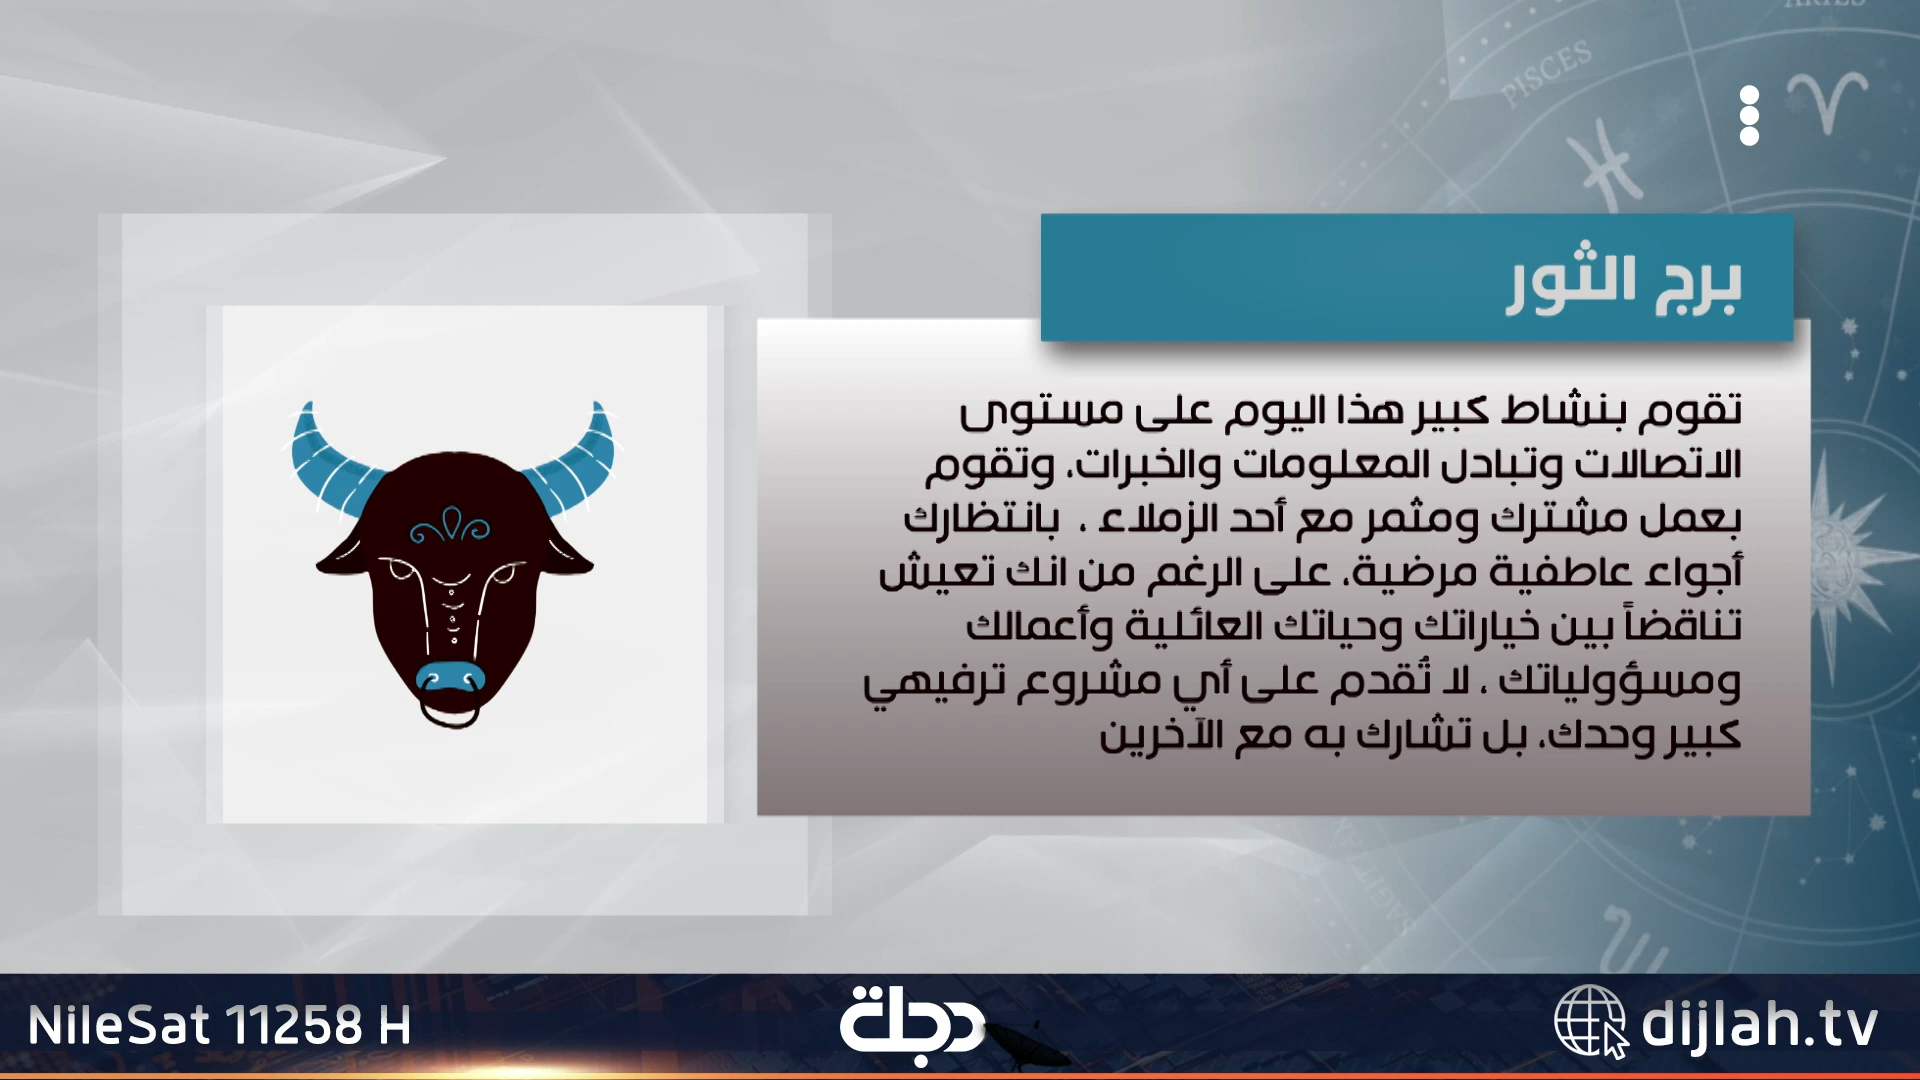 ARIES
PISCES
برج الثور
تقوم بنشاط كبير هذا اليوم على مستوى
الاتصالات وتبادل المعلومات والخبرات، وتقوم
بعمل مشترك ومثمر مع أحد الزملاء ، بانتظارك
أجواء عاطفية مرضية، على الرغم من انك تعيش
تناقضاً بين خياراتك وحياتك العائلية وأعمالك
ومسؤولياتك ، لا تُقدم على أي مشروع ترفيهي
كبير وحدك، بل تشارك به مع الآخرين
NileSat 11258 H
دجلة
dijlah.tv